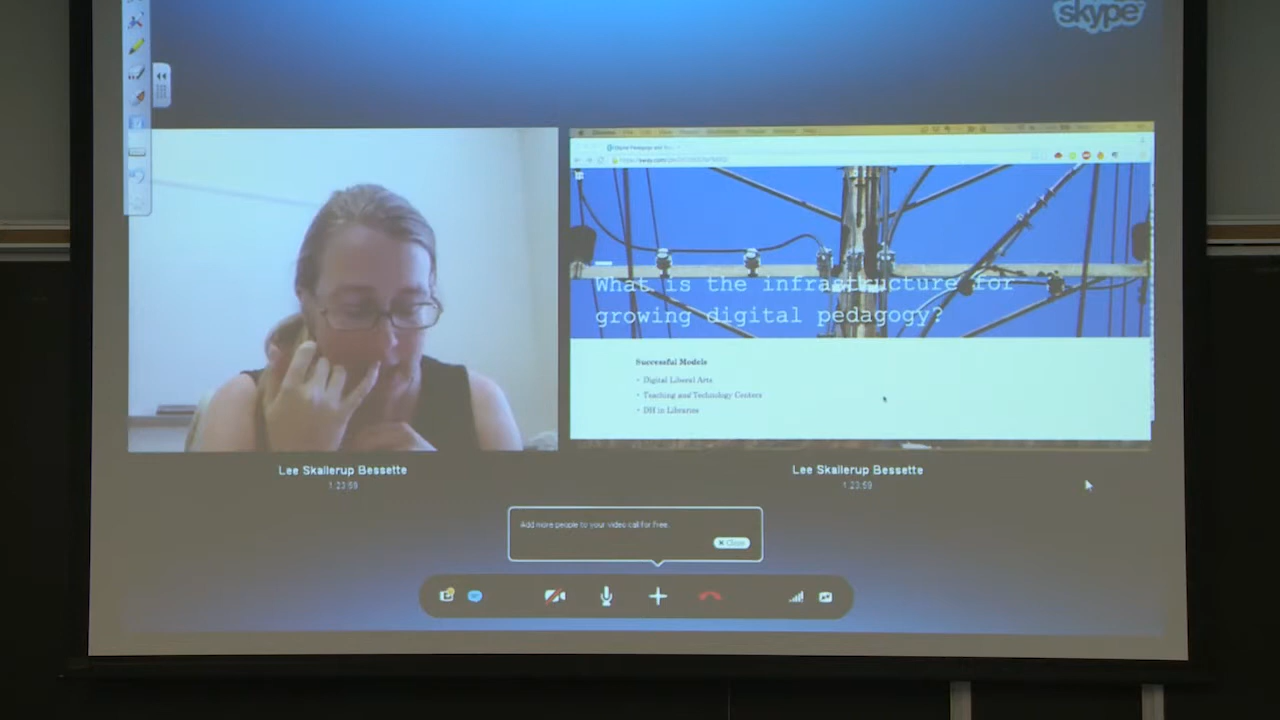 skype
What is the infrastructure for
growing digital pedagogy?
Successful Models
• Digital Liberal Arts
• Teaching and Technology Centers
• DH in Libraries
Lee Skallerup Bessette
1:23:59
Lee Skallerup Bessette
1:23:59
Add more people to your video call for free.
× Close